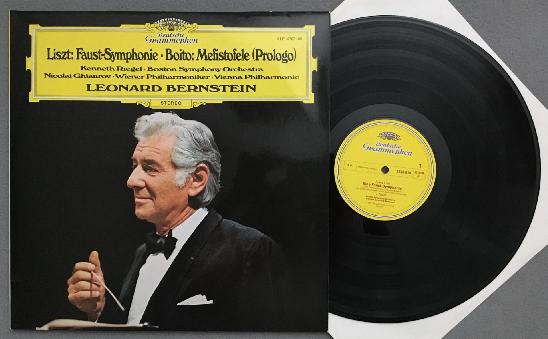 Deutsche
Grammophon
Liszt: Faust-Symphonie · Boito: Mefistofele (Prologo)
Kenneth Riegel · Boston Symphony Orchestra
Nicolai Ghiaurov · Wiener Philharmoniker · Vienna Philharmonic
LEONARD BERNSTEIN
STEREO
Deutsche
Grammophon
1